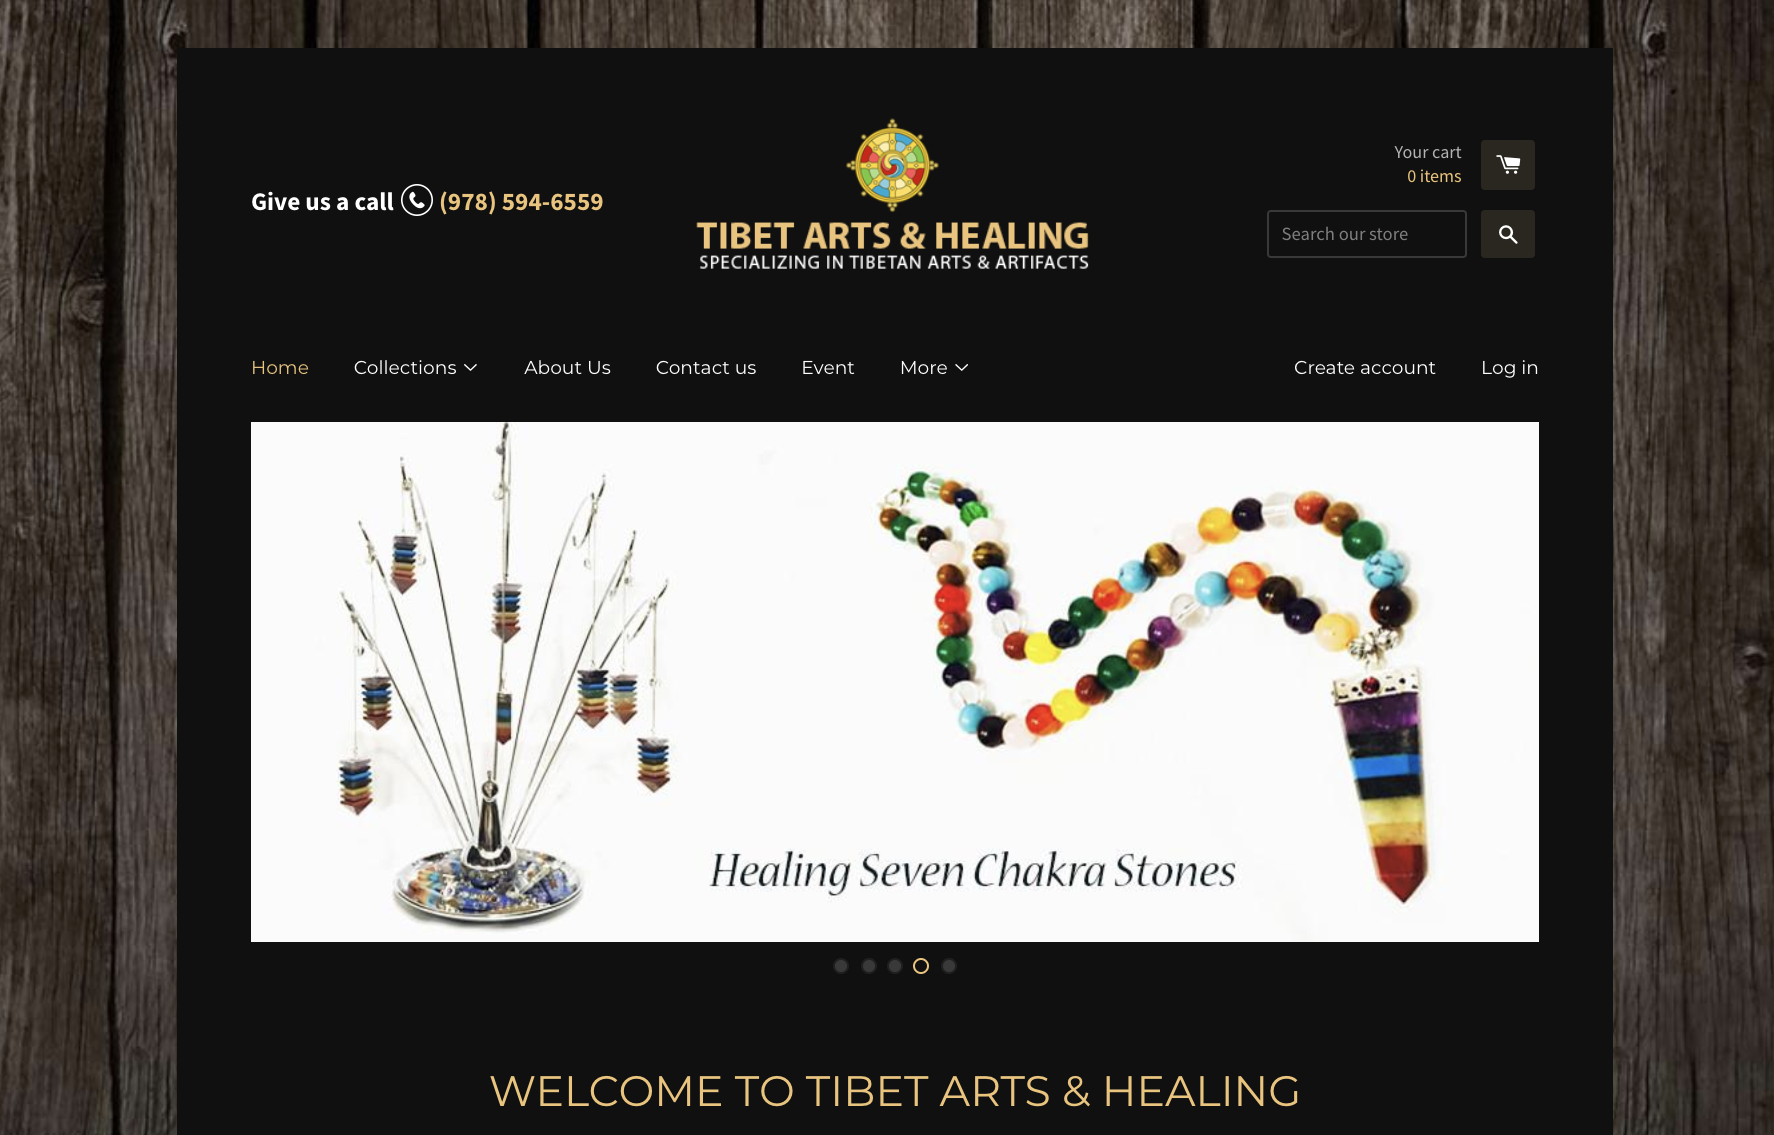 Give us a call (978) 594-6559
TIBET ARTS & HEALING
SPECIALIZING IN TIBETAN ARTS & ARTIFACTS
Your cart
0 items
Search our store
Home Collections About Us Contact us Event More Create account Log in
Healing Seven Chakra Stones
WELCOME TO TIBET ARTS & HEALING